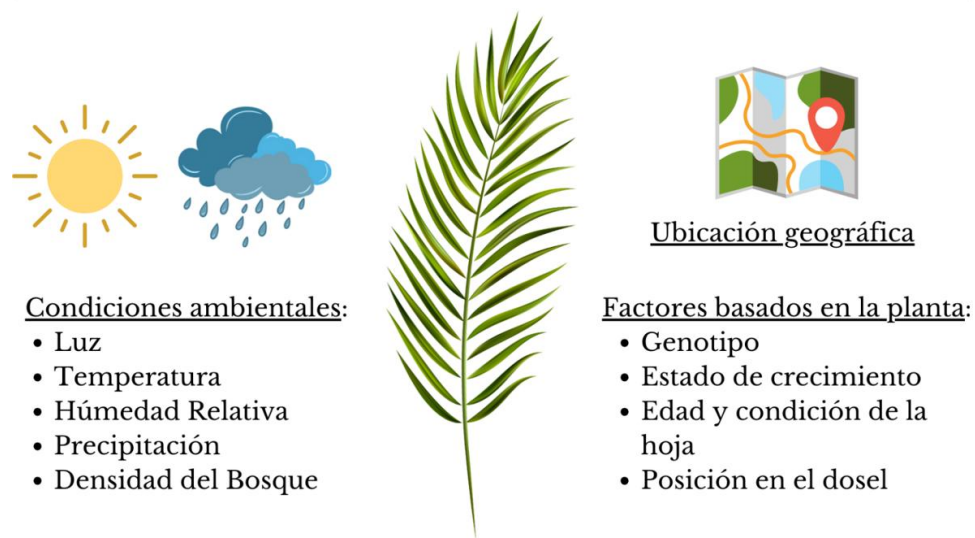 Ubicación geográfica
Condiciones ambientales:
• Luz
• Temperatura
• Húmedad Relativa
• Precipitación
• Densidad del Bosque
Factores basados en la planta:
• Genotipo
• Estado de crecimiento
• Edad y condición de la
hoja
• Posición en el dosel